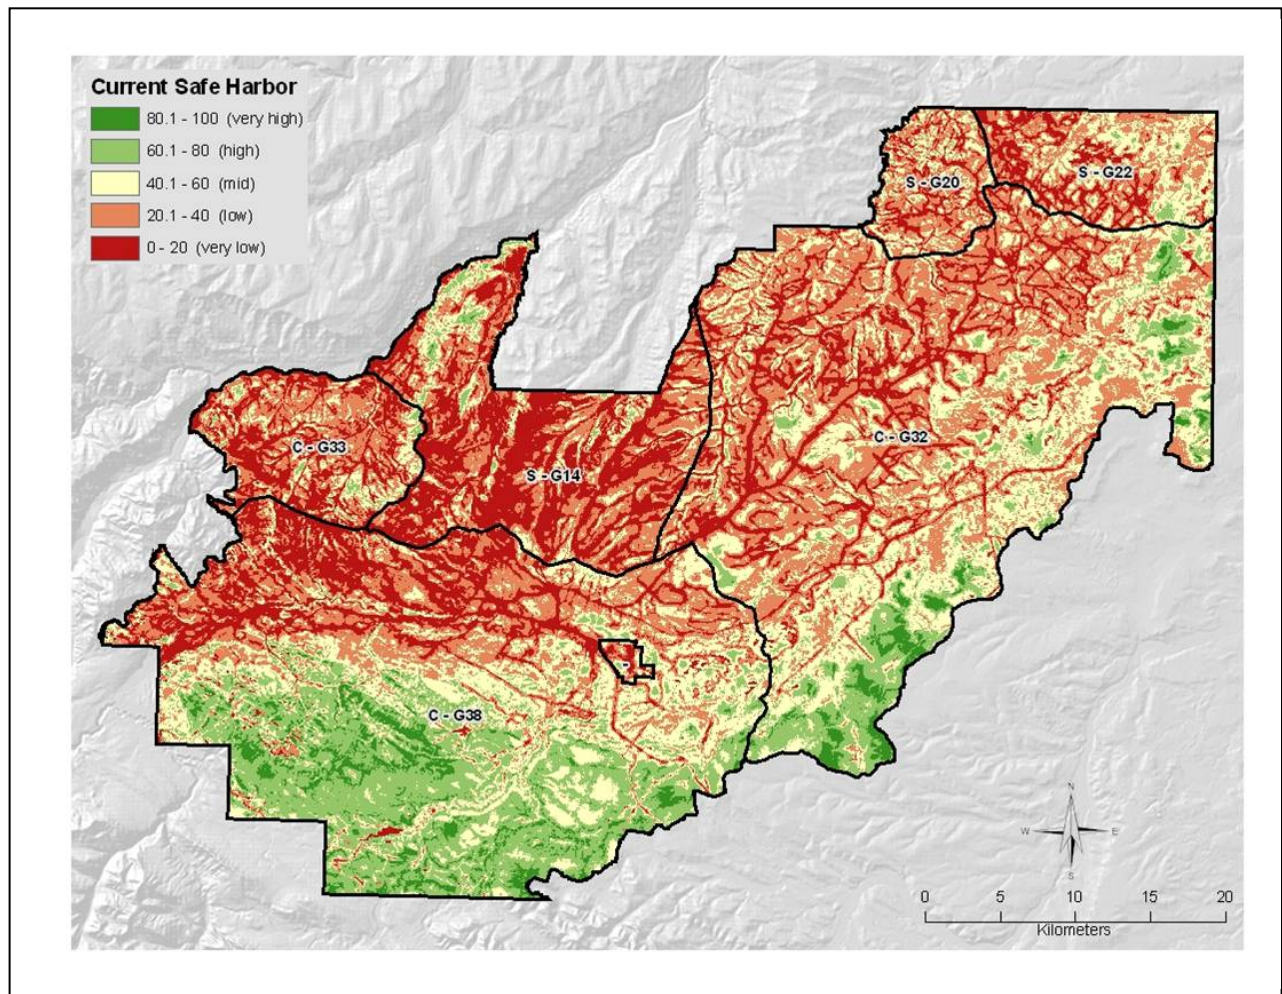 Current Safe Harbor
80.1 - 100 (very high)
60.1 - 80 (high)
40.1 - 60 (mid)
20.1 - 40 (low)
0 - 20 (very low)
S - G20
S - G22
C - G33
S - G14
C - G32
-
C - G38
N
W E
S
0 5 10 15 20
Kilometers